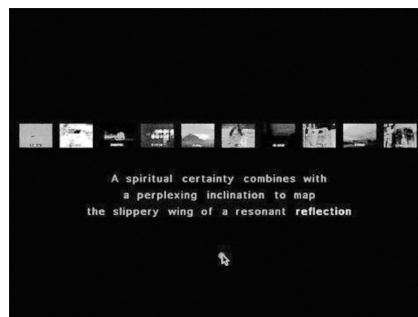 A spiritual certainty combines with
a perplexing inclination to map
the slippery wing of a resonant reflection